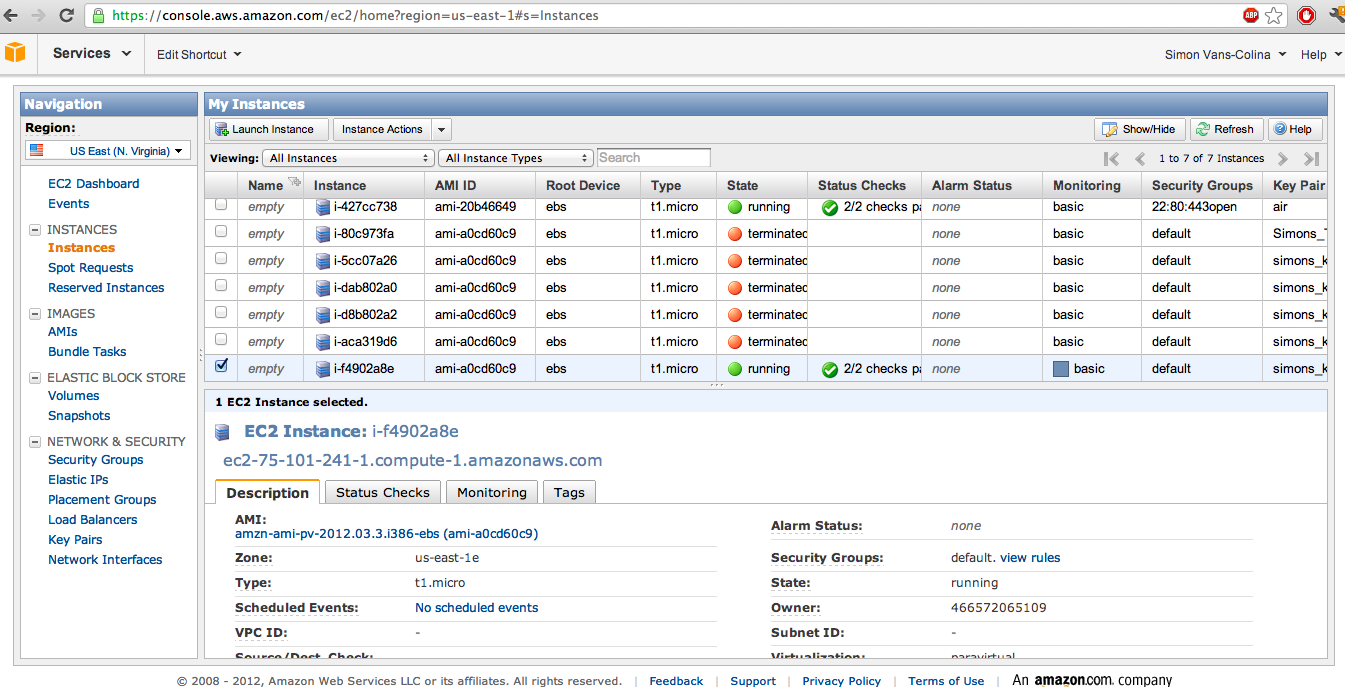 https://console.aws.amazon.com/ec2/home?region=us-east-1#s=Instances
ABP
Services Edit Shortcut Simon Vans-Colina Help
Navigation
Region:
US East (N. Virginia)
EC2 Dashboard
Events
INSTANCES
Instances
Spot Requests
Reserved Instances
IMAGES
AMIs
Bundle Tasks
ELASTIC BLOCK STORE
Volumes
Snapshots
NETWORK & SECURITY
Security Groups
Elastic IPs
Placement Groups
Load Balancers
Key Pairs
Network Interfaces
My Instances
Launch Instance Instance Actions Show/Hide Refresh Help
Viewing: All Instances All Instance Types Search 1 to 7 of 7 Instances
Name Instance AMI ID Root Device Type State Status Checks Alarm Status Monitoring Security Groups Key Pair
empty i-427cc738 ami-20b46649 ebs t1.micro running 2/2 checks pa none basic 22:80:443open air
empty i-80c973fa ami-a0cd60c9 ebs t1.micro terminated none basic default Simons_
empty i-5cc07a26 ami-a0cd60c9 ebs t1.micro terminated none basic default simons_k
empty i-dab802a0 ami-a0cd60c9 ebs t1.micro terminated none basic default simons_k
empty i-d8b802a2 ami-a0cd60c9 ebs t1.micro terminated none basic default simons_k
empty i-aca319d6 ami-a0cd60c9 ebs t1.micro terminated none basic default simons_k
empty i-f4902a8e ami-a0cd60c9 ebs t1.micro running 2/2 checks pa none basic default simons_k
1 EC2 Instance selected.
EC2 Instance: i-f4902a8e
ec2-75-101-241-1.compute-1.amazonaws.com
Description Status Checks Monitoring Tags
AMI:
amzn-ami-pv-2012.03.3.i386-ebs (ami-a0cd60c9)
Alarm Status: none
Zone: us-east-1e
Security Groups: default. view rules
Type: t1.micro
State: running
Scheduled Events: No scheduled events
Owner: 466572065109
VPC ID: -
Subnet ID: -
Source/Dest. Check:
Virtualization: paravirtual
© 2008 - 2012, Amazon Web Services LLC or its affiliates. All rights reserved. | Feedback | Support | Privacy Policy | Terms of Use | An amazon.com. company